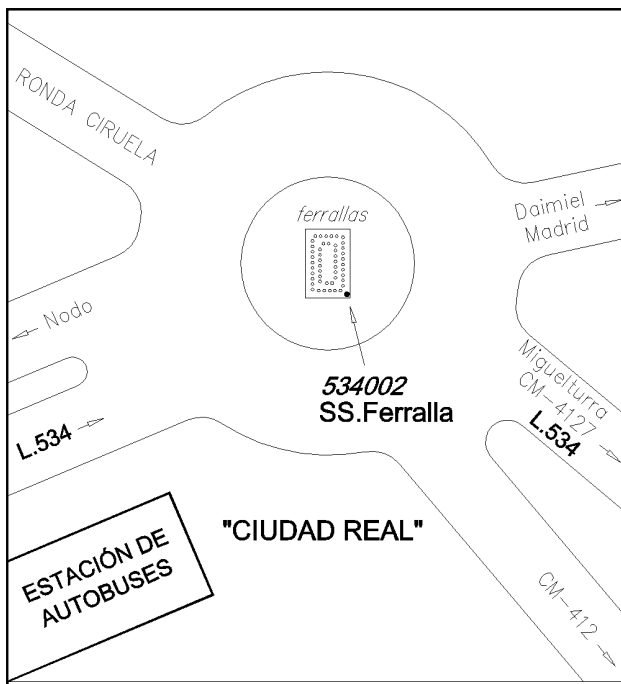 RONDA CIRUELA
ferrallas
Daimiel
Madrid
Nodo
534002
SS.Ferralla
Miguelturra
CM-4127
L.534
L.534
"CIUDAD REAL"
ESTACIÓN DE
AUTOBUSES
CM-412